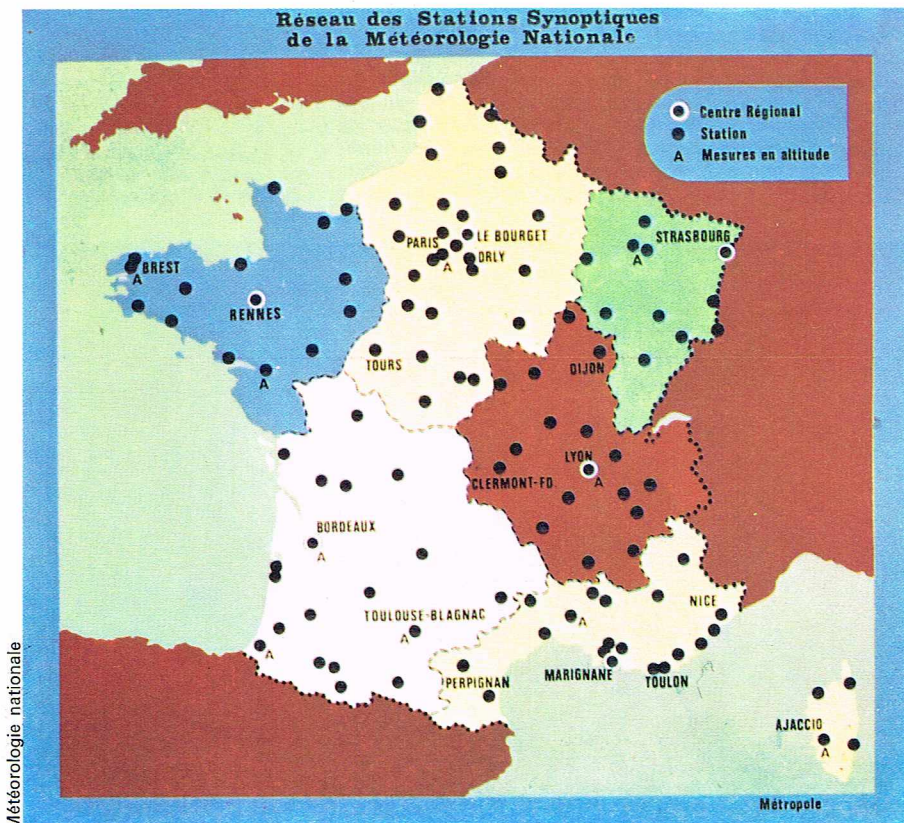 Réseau des Stations Synoptiques
de la Météorologie Nationale
Centre Régional
Station
A Mesures en altitude
STRASBOURG
PARIS
LE BOURGET
ORLY
A
A
BREST
A
RENNES
TOURS
DIJON
A
LYON
CLERMONT-FD.
A
BORDEAUX
A
NICE
TOULOUSE-BLAGNAC
A
A
A
PERPIGNAN
MARIGNANE
TOULON
AJACCIO
A
Métropole
Météorologie nationale